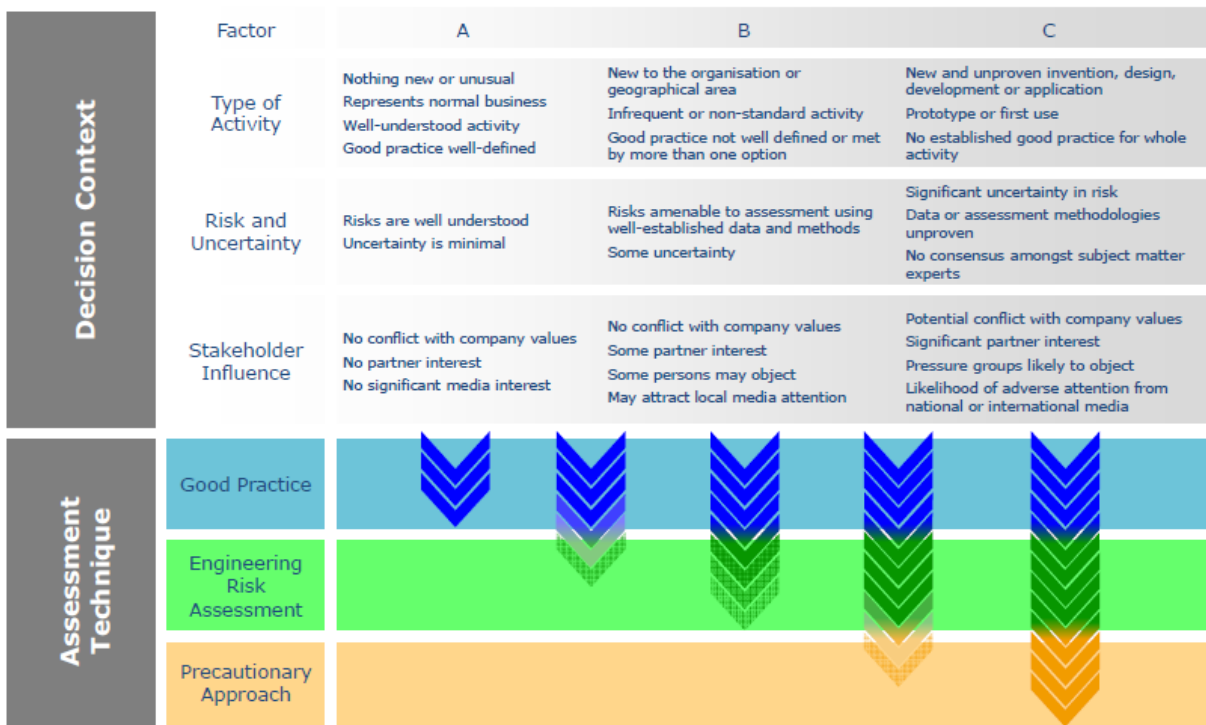 Decision Context
Factor
A
B
C
Type of
Activity
Nothing new or unusual
Represents normal business
Well-understood activity
Good practice well-defined
New to the organisation or
geographical area
Infrequent or non-standard activity
Good practice not well defined or met
by more than one option
New and unproven invention, design,
development or application
Prototype or first use
No established good practice for whole
activity
Risk and
Uncertainty
Risks are well understood
Uncertainty is minimal
Risks amenable to assessment using
well-established data and methods
Some uncertainty
Significant uncertainty in risk
Data or assessment methodologies
unproven
No consensus amongst subject matter
experts
Stakeholder
Influence
No conflict with company values
No partner interest
No significant media interest
No conflict with company values
Some partner interest
Some persons may object
May attract local media attention
Potential conflict with company values
Significant partner interest
Pressure groups likely to object
Likelihood of adverse attention from
national or international media
Assessment
Technique
Good Practice
Engineering
Risk
Assessment
Precautionary
Approach